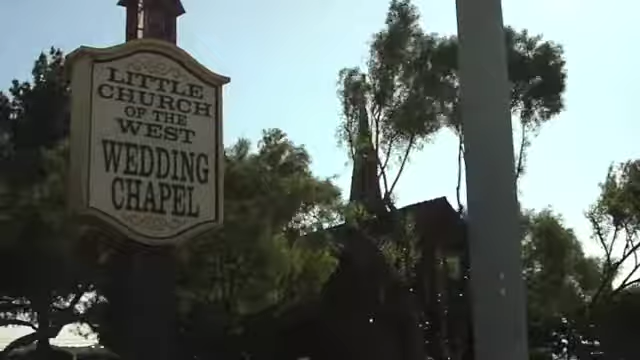 LITTLE
CHURCH
OF THE
WEST
WEDDING
CHAPEL